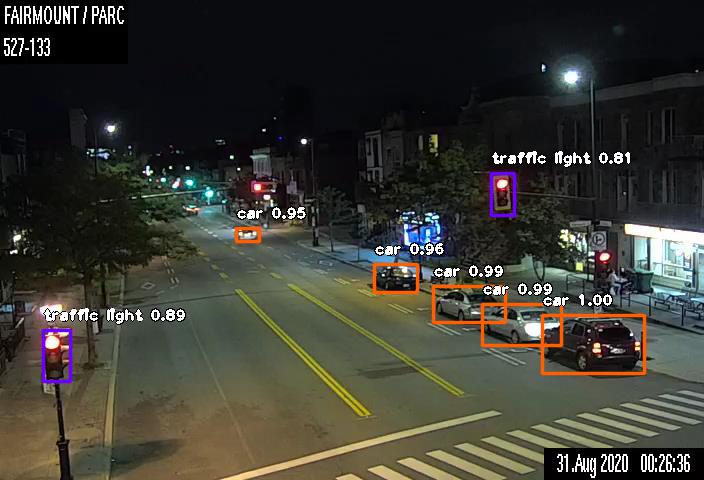 FAIRMOUNT / PARC
527-133
traffic light 0.81
car 0.95
car 0.96
car 0.99
car 0.99
car 1.00
traffic light 0.89
31.Aug 2020 00:26:36